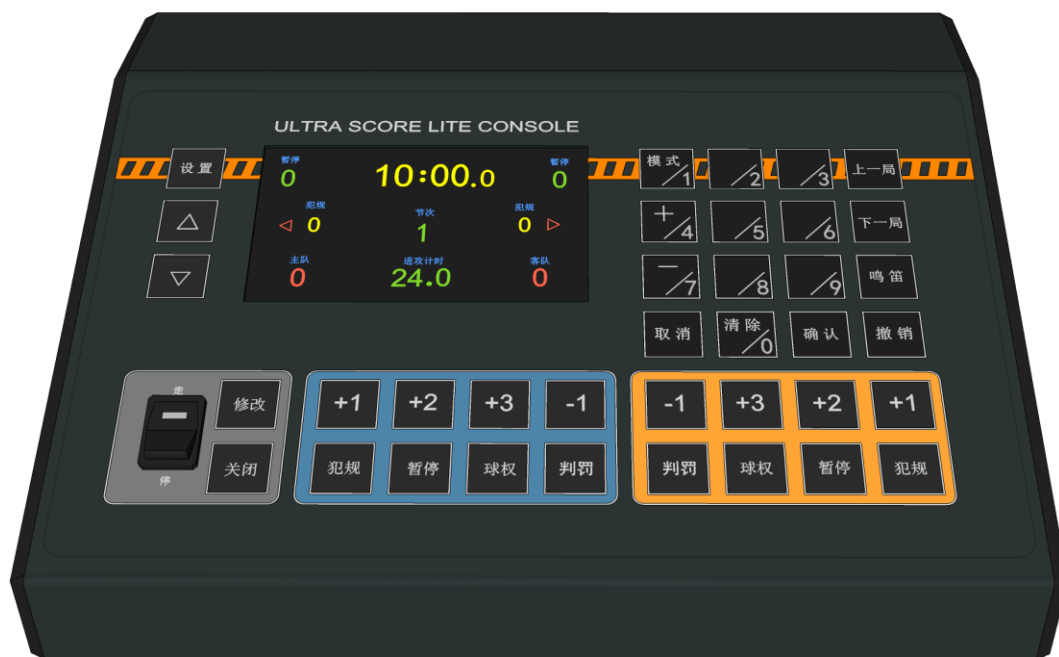 ULTRA SCORE LITE CONSOLE
设置
暂停
0
10:00.0
暂停
0
犯规
0
节次
1
犯规
0
主队
0
进攻计时
24.0
客队
0
模式/1
/2
/3
上一局
+/4
/5
/6
下一局
—/7
/8
/9
鸣笛
取消
清除/0
确认
撤销
走
停
修改
关闭
+1
+2
+3
-1
犯规
暂停
球权
判罚
-1
+3
+2
+1
判罚
球权
暂停
犯规